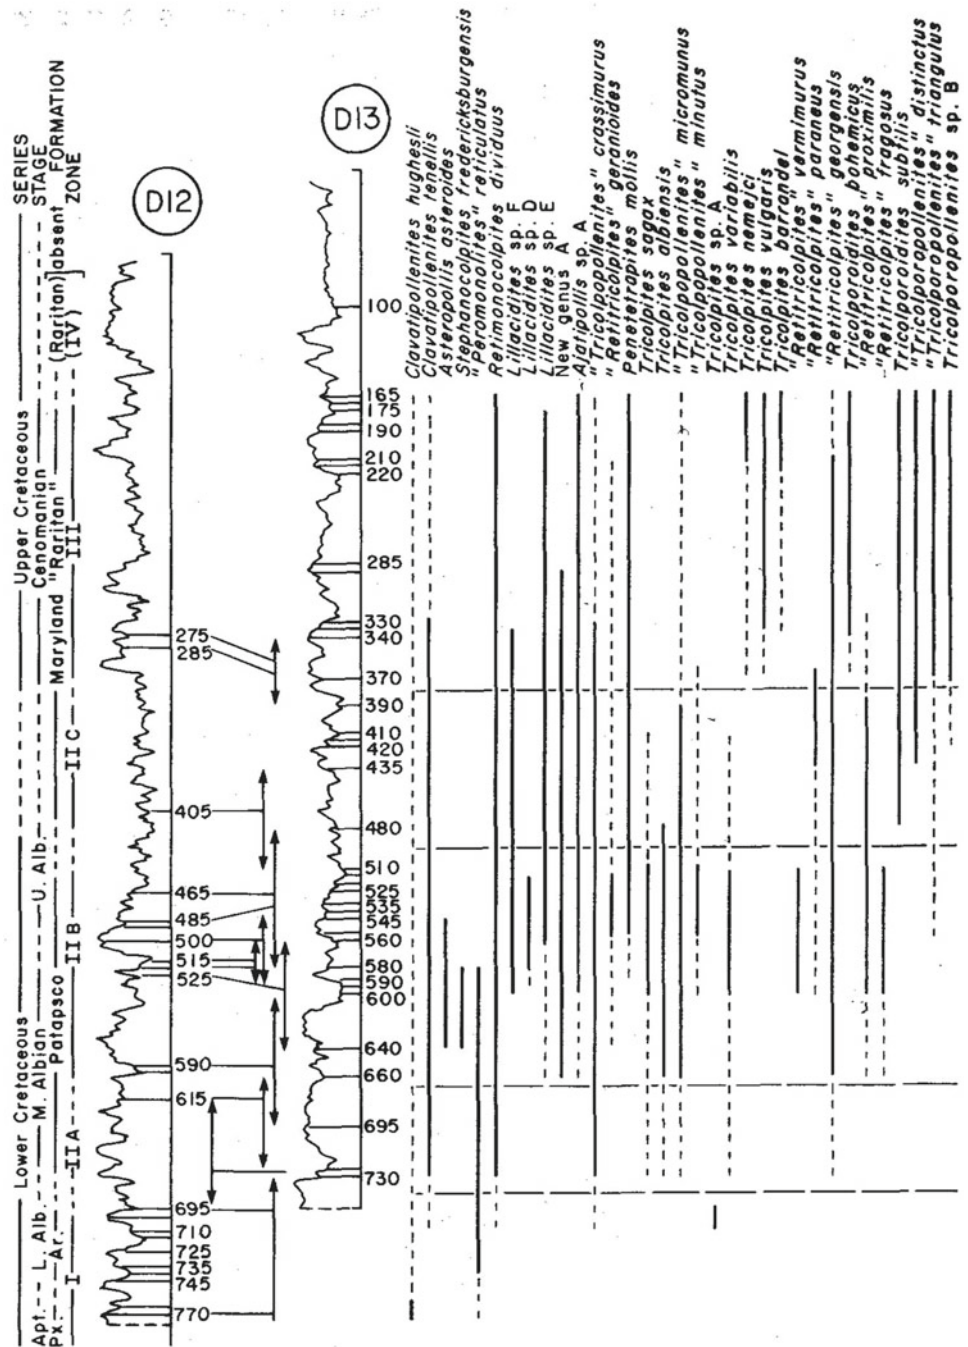 SERIES
STAGE
FORMATION
ZONE
Lower Cretaceous
Upper Cretaceous
Apt.
L. Alb.
M. Albian
U. Alb.
Cenomanian
Px.
Ar.
Patapsco
Maryland "Raritan"
(Raritan)
absent
I
II A
II B
II C
III
(IV)
D12
275
285
405
465
485
500
515
525
590
615
695
710
725
735
745
770
D13
100
165
175
190
210
220
285
330
340
370
390
410
420
435
480
510
525
535
545
560
580
590
600
640
660
695
730
Clavatipollenites hughesii
Clavatipollenites tenellis
Asteropollis asteroides
Stephanocolpites fredericksburgensis
"Peromonolites" reticulatus
Retimonocolpites dividuus
Liliacidites sp. F
Liliacidites sp. D
Liliacidites sp. E
New genus A
Ajatipollis sp. A
"Tricolpopollenites" crassimurus
"Retitricolpites" geranioides
Penetetrapites mollis
Tricolpites sagax
Tricolpites albiensis
"Tricolpopollenites" micromunus
"Tricolpopollenites" minutus
Tricolpites sp. A
Tricolpites variabilis
"Retitricolpites" vermimurus
"Retitricolpites" paraneus
Tricolpites nemejci
Tricolpites vulgaris
Tricolpites barrandei
"Retitricolpites" georgensis
Tricolporoidites bohemicus
"Retitricolpites" proximilis
"Retitricolpites" fragosus
Tricolporoidites subtilis
"Tricolporopollenites" distinctus
"Tricolporopollenites" triangulus
Tricolporopollenites sp. B